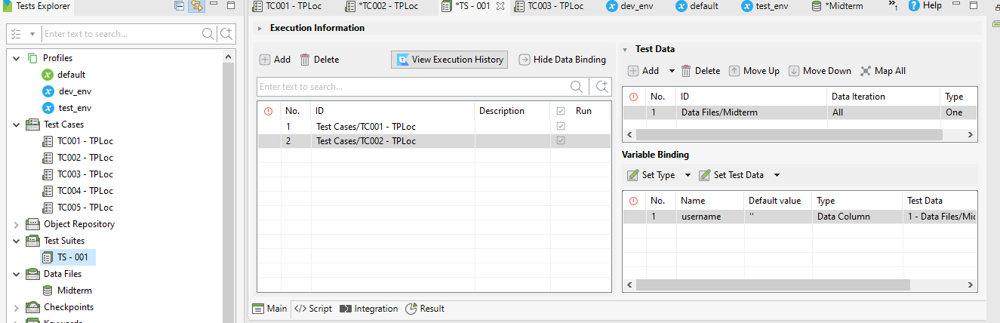 Tests Explorer
Enter text to search...
Profiles
default
dev_env
test_env
Test Cases
TC001 - TPLoc
TC002 - TPLoc
TC003 - TPLoc
TC004 - TPLoc
TC005 - TPLoc
Object Repository
Test Suites
TS - 001
Data Files
Midterm
Checkpoints
TC001 - TPLoc *TC002 - TPLoc *TS - 001 TC003 - TPLoc dev_env default test_env *Midterm »1 Help
Execution Information
Add Delete View Execution History Hide Data Binding
Enter text to search...
No. ID Description Run
1 Test Cases/TC001 - TPLoc
2 Test Cases/TC002 - TPLoc
Main </> Script Integration Result
Test Data
Add Delete Move Up Move Down Map All
No. ID Data Iteration Type
1 Data Files/Midterm All One
Variable Binding
Set Type Set Test Data
No. Name Default value Type Test Data
1 username '' Data Column 1 - Data Files/Mid